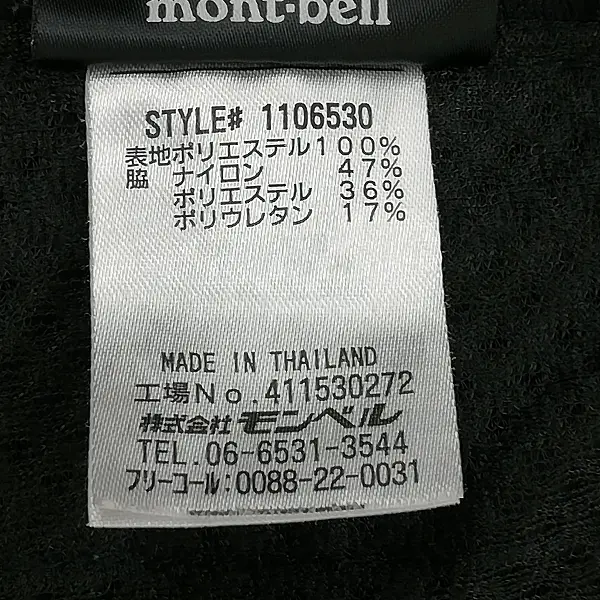 mont-bell
STYLE# 1106530
表地ポリエステル100%
脇 ナイロン 47%
ポリエステル 36%
ポリウレタン 17%
MADE IN THAILAND
工場No.411530272
株式会社モンベル
TEL.06-6531-3544
フリーコール:0088-22-0031